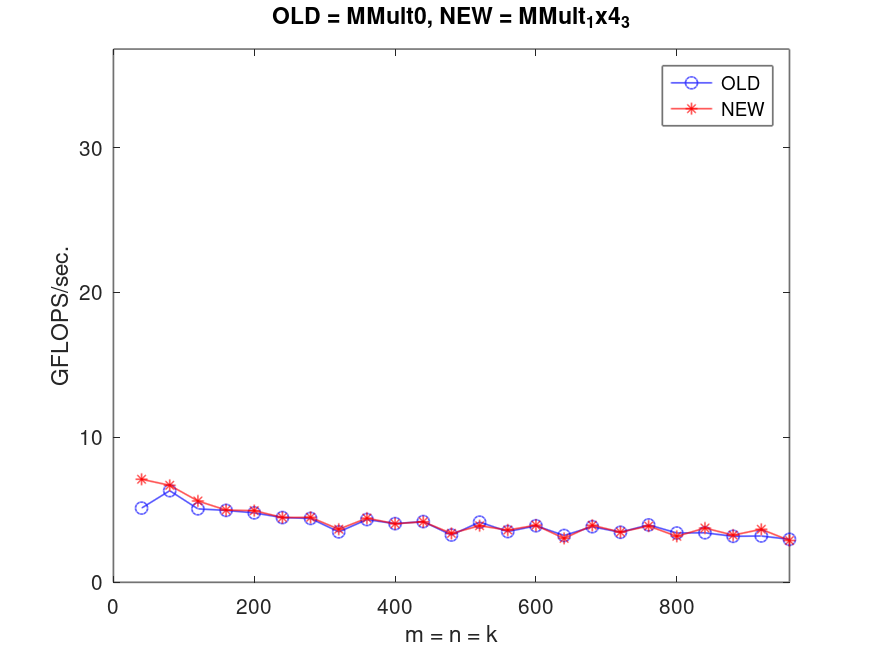 OLD = MMult0, NEW = MMult₁x4₃
OLD
NEW
GFLOPS/sec.
30
20
10
0
0 200 400 600 800
m = n = k